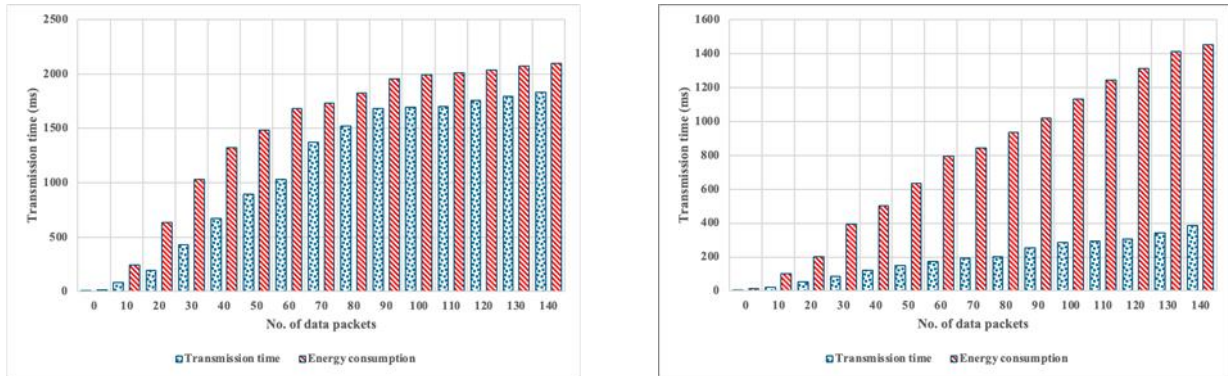 2500
2000
1500
1000
500
0
Transmission time (ms)
0 10 20 30 40 50 60 70 80 90 100 110 120 130 140
No. of data packets
Transmission time Energy consumption
1600
1400
1200
1000
800
600
400
200
0
Transmission time (ms)
0 10 20 30 40 50 60 70 80 90 100 110 120 130 140
No. of data packets
Transmission time Energy consumption